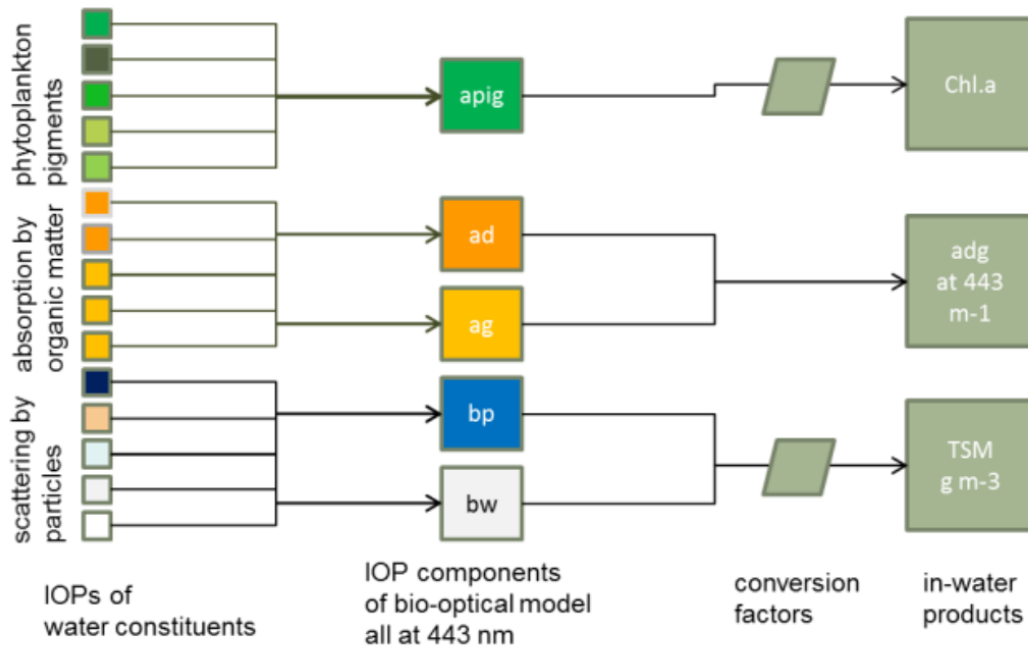 phytoplankton
pigments
absorption by
organic matter
scattering by
particles
apig
ad
ag
bp
bw
Chl.a
adg
at 443
m-1
TSM
g m-3
IOPs of
water constituents
IOP components
of bio-optical model
all at 443 nm
conversion
factors
in-water
products